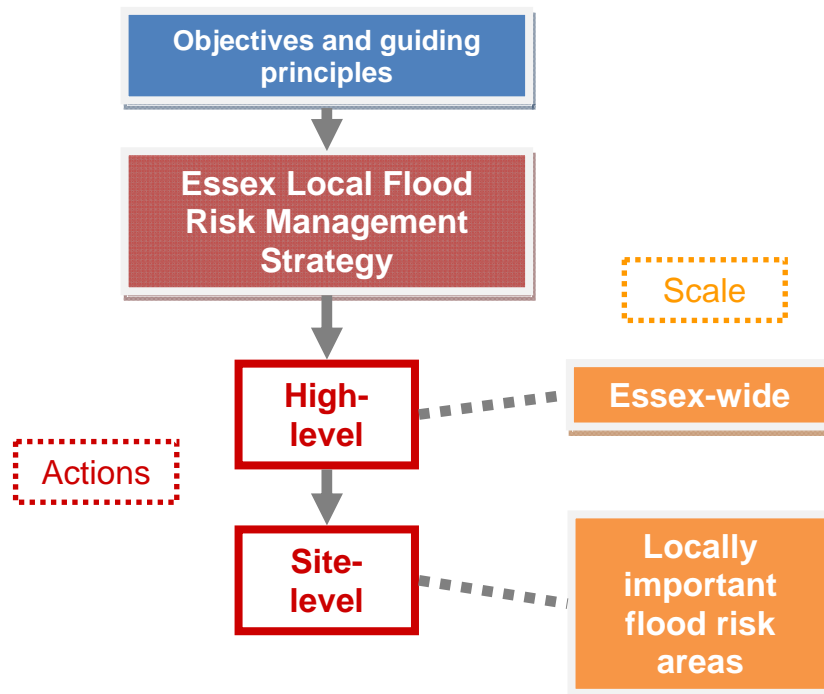 Objectives and guiding
principles
Essex Local Flood
Risk Management
Strategy
Scale
High-
level
Essex-wide
Actions
Site-
level
Locally
important
flood risk
areas